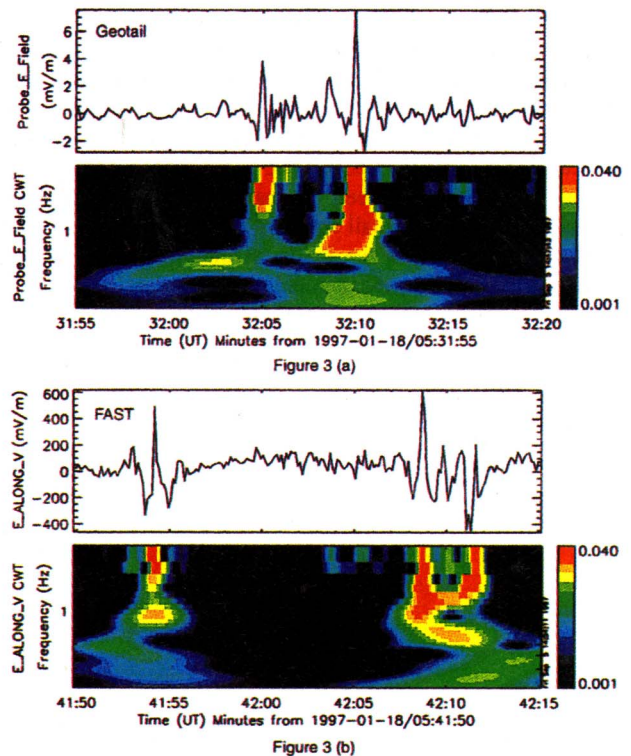 Geotail
Probe_E_Field
(mV/m)
6
4
2
0
−2
Probe_E_Field CWT
Frequency (Hz)
1
0.040
0.001
31:55
32:00
32:05
32:10
32:15
32:20
Time (UT) Minutes from 1997−01−18/05:31:55
Figure 3 (a)
FAST
E_ALONG_V (mV/m)
600
400
200
0
−200
−400
E_ALONG_V CWT
Frequency (Hz)
1
0.040
0.001
41:50
41:55
42:00
42:05
42:10
42:15
Time (UT) Minutes from 1997−01−18/05:41:50
Figure 3 (b)